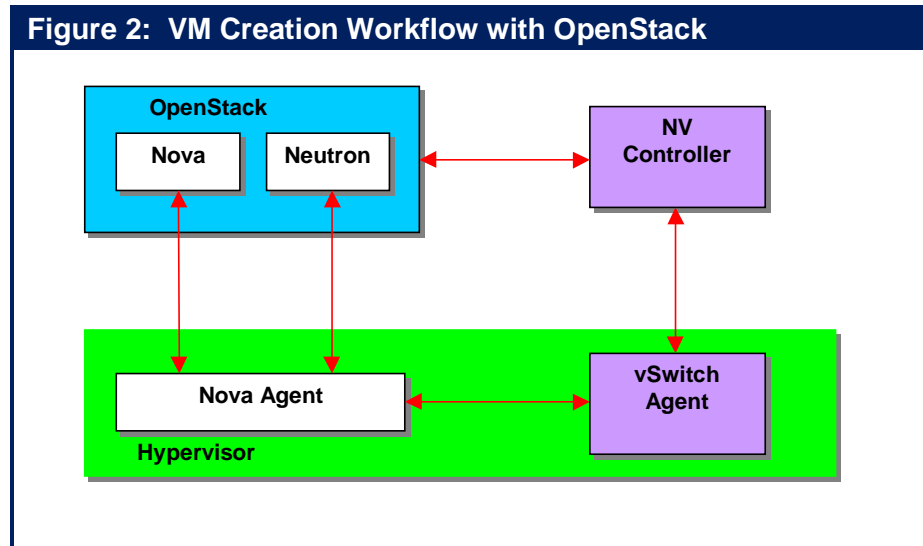 Figure 2: VM Creation Workflow with OpenStack
OpenStack
Nova
Neutron
NV
Controller
Nova Agent
vSwitch
Agent
Hypervisor